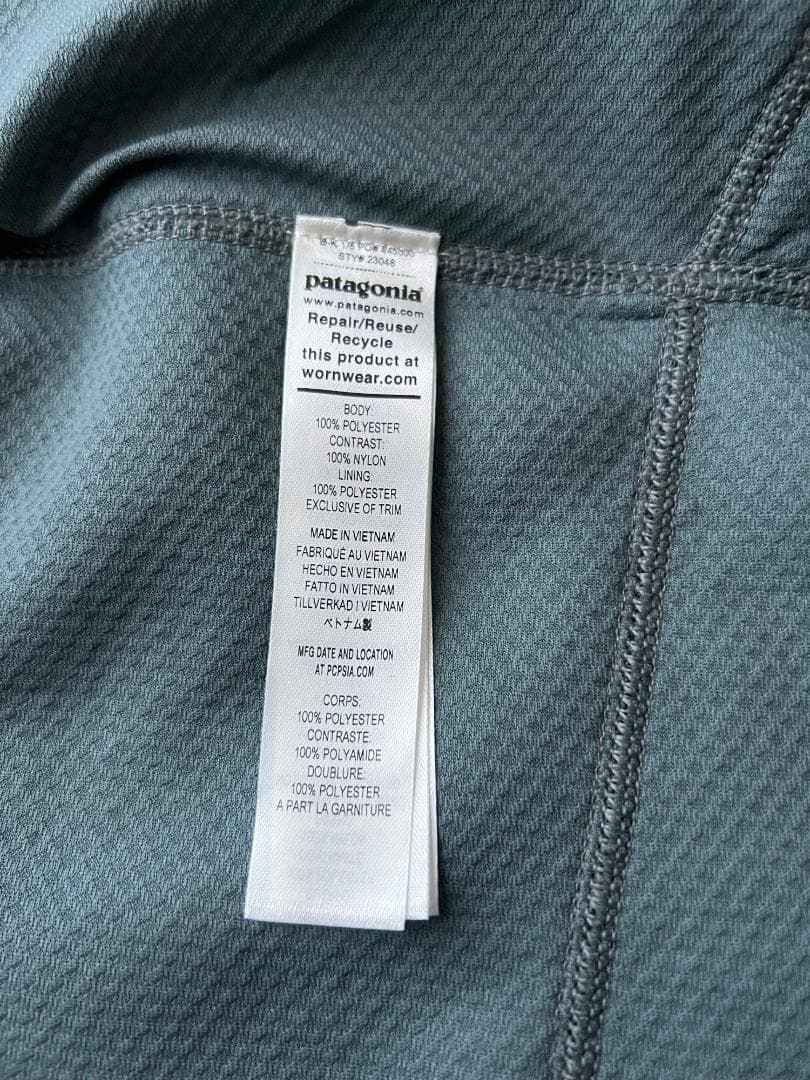 STY# 23048
patagonia®
www.patagonia.com
Repair/Reuse/
Recycle
this product at
wornwear.com
BODY:
100% POLYESTER
CONTRAST:
100% NYLON
LINING:
100% POLYESTER
EXCLUSIVE OF TRIM
MADE IN VIETNAM
FABRIQUÉ AU VIETNAM
HECHO EN VIETNAM
FATTO IN VIETNAM
TILLVERKAD I VIETNAM
ベトナム製
MFG DATE AND LOCATION
AT PCPSIA.COM
CORPS:
100% POLYESTER
CONTRASTE:
100% POLYAMIDE
DOUBLURE:
100% POLYESTER
A PART LA GARNITURE